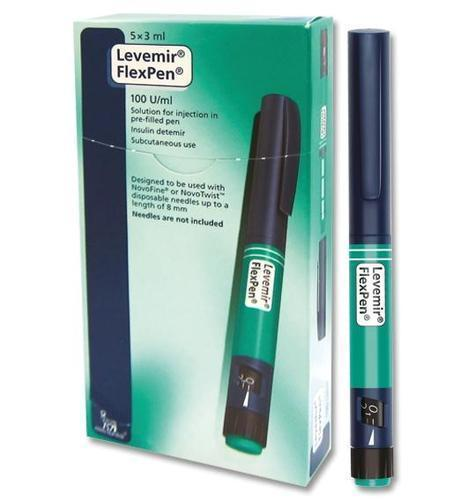 5×3 ml
Levemir®
FlexPen®
100 U/ml
Solution for injection in
pre-filled pen
Insulin detemir
Subcutaneous use
Designed to be used with
NovoFine® or NovoTwist™
disposable needles up to a
length of 8 mm
Needles are not included
Levemir®
FlexPen®
Levemir®
FlexPen®